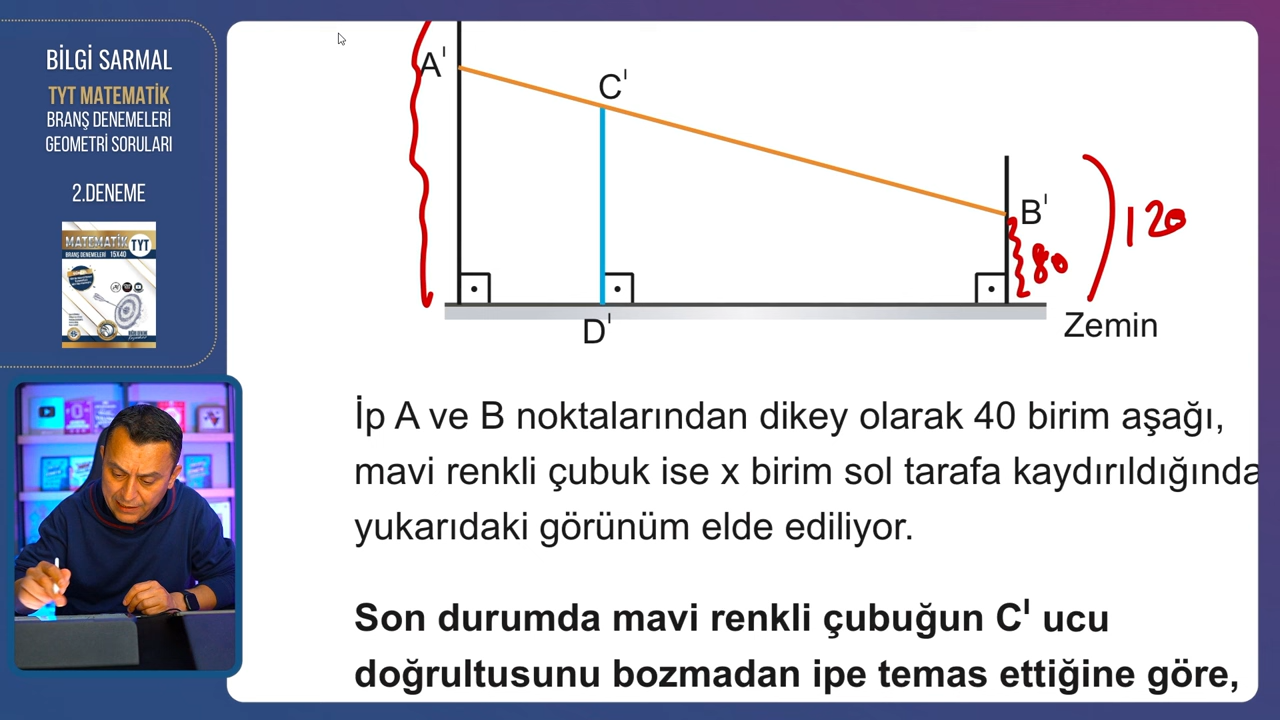 BİLGİ SARMAL
TYT MATEMATİK
BRANŞ DENEMELERİ
GEOMETRİ SORULARI
2.DENEME
MATEMATİK TYT
BRANŞ DENEMELERİ 15X40
A'
C'
B'
80
120
D'
Zemin
İp A ve B noktalarından dikey olarak 40 birim aşağı,
mavi renkli çubuk ise x birim sol tarafa kaydırıldığında
yukarıdaki görünüm elde ediliyor.
Son durumda mavi renkli çubuğun C' ucu
doğrultusunu bozmadan ipe temas ettiğine göre,